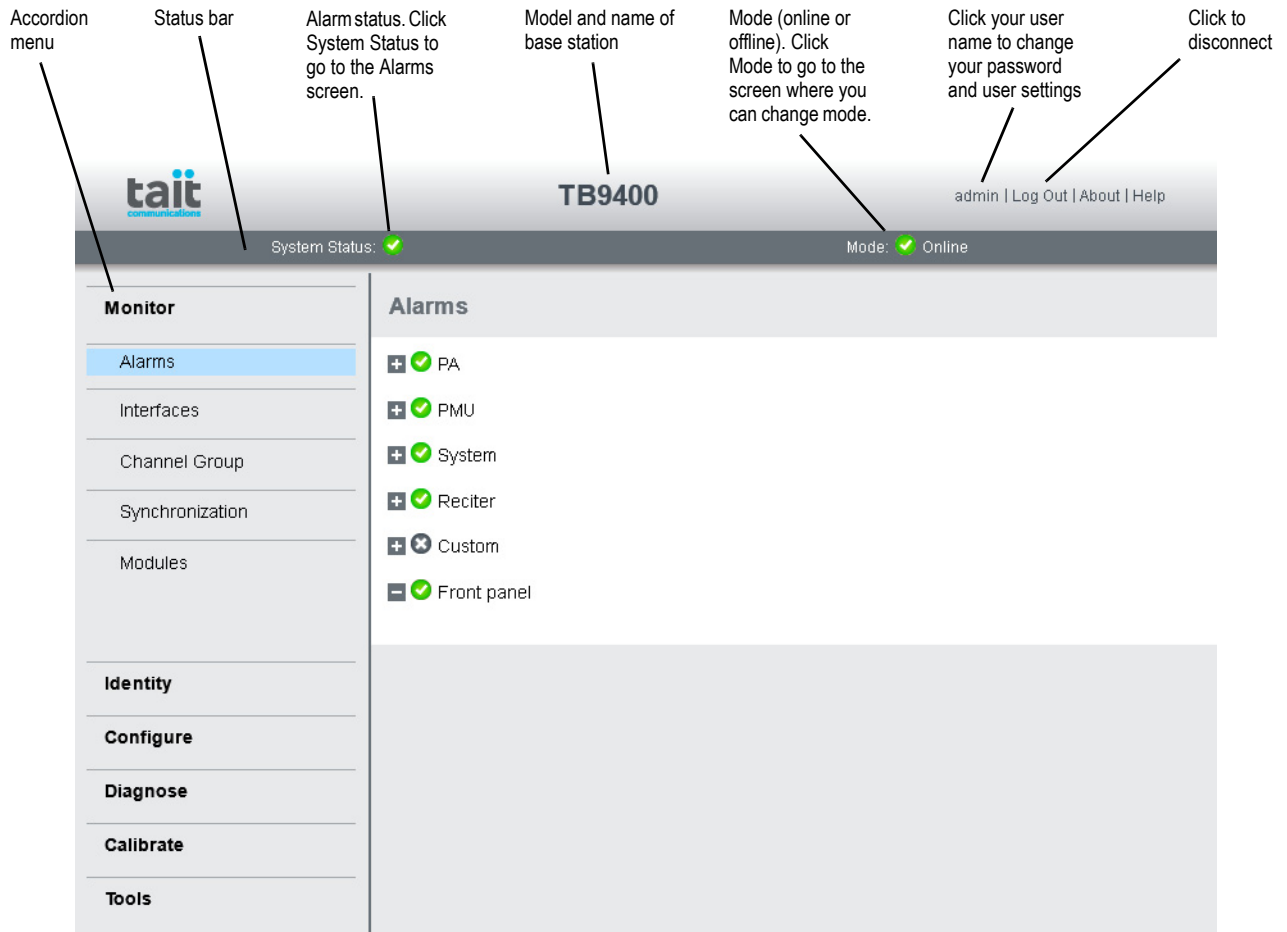 Accordion
menu
Status bar
Alarm status. Click
System Status to
go to the Alarms
screen.
Model and name of
base station
Mode (online or
offline). Click
Mode to go to the
screen where you
can change mode.
Click your user
name to change
your password
and user settings
Click to
disconnect
tait
communications
TB9400
admin | Log Out | About | Help
System Status:
Mode: Online
Monitor
Alarms
Interfaces
Channel Group
Synchronization
Modules
Identity
Configure
Diagnose
Calibrate
Tools
Alarms
PA
PMU
System
Reciter
Custom
Front panel